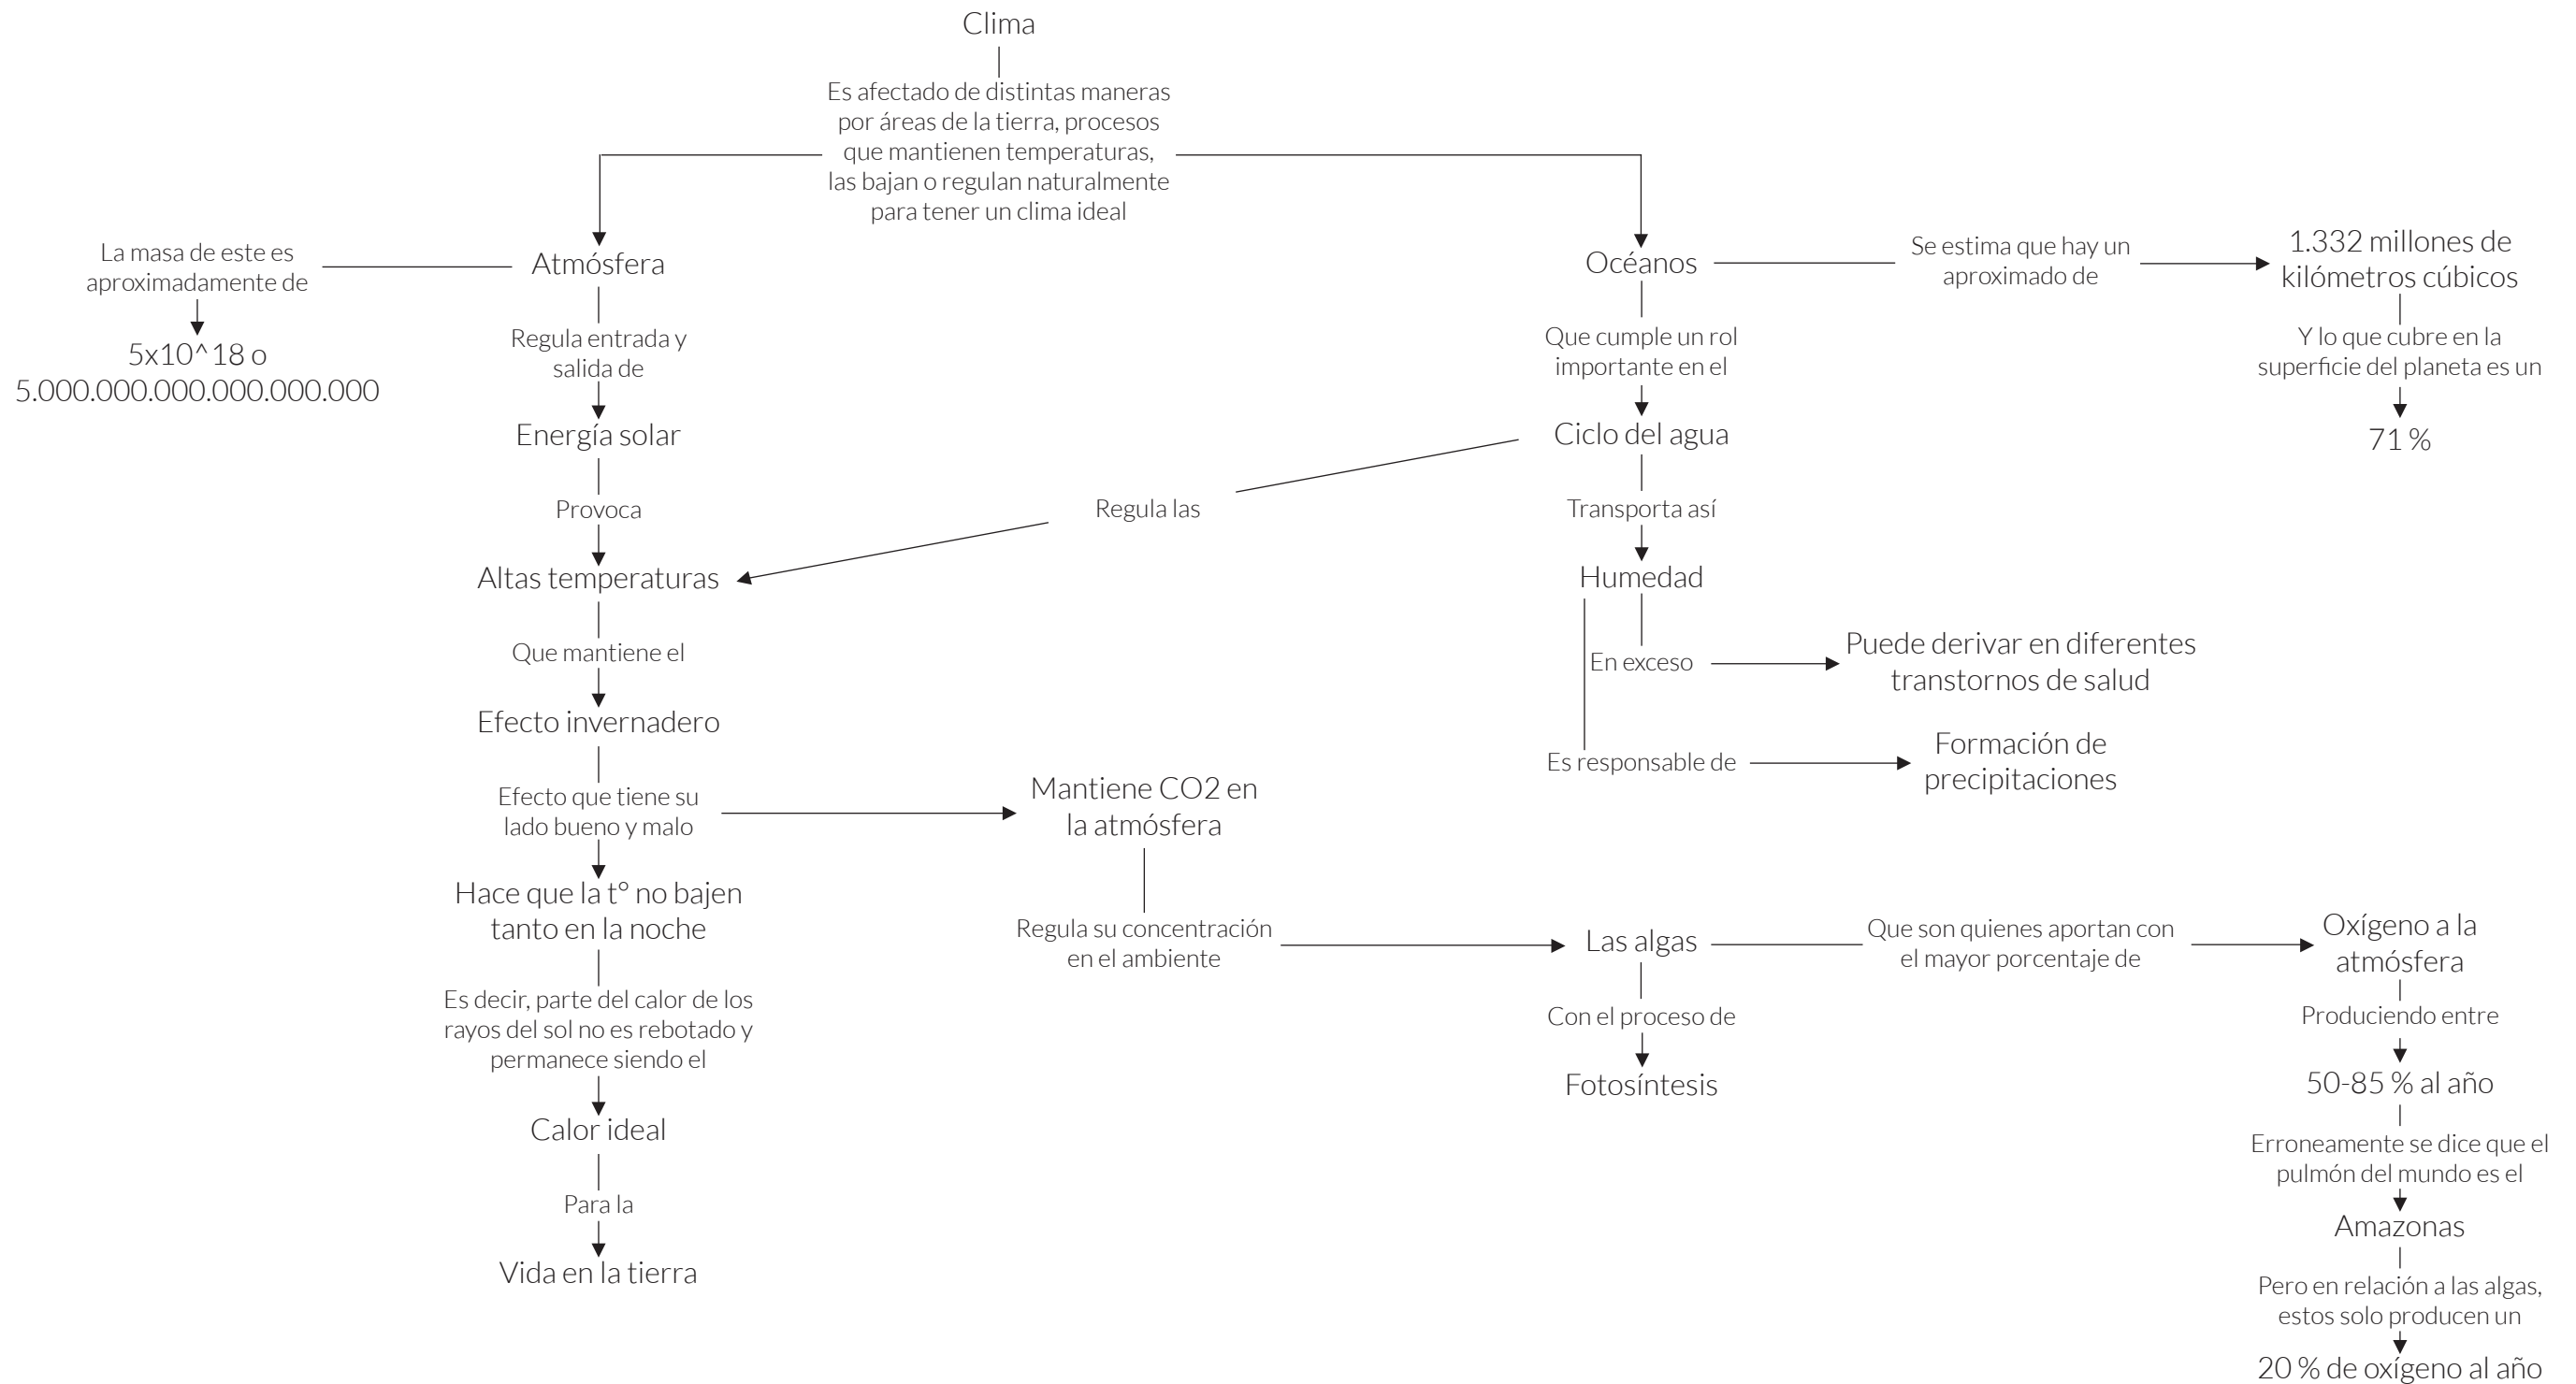 Clima
Es afectado de distintas maneras
por áreas de la tierra, procesos
que mantienen temperaturas,
las bajan o regulan naturalmente
para tener un clima ideal
Atmósfera
La masa de este es
aproximadamente de
5x10^18 o
5.000.000.000.000.000.000
Regula entrada y
salida de
Energía solar
Provoca
Altas temperaturas
Que mantiene el
Efecto invernadero
Efecto que tiene su
lado bueno y malo
Hace que la t° no bajen
tanto en la noche
Es decir, parte del calor de los
rayos del sol no es rebotado y
permanece siendo el
Calor ideal
Para la
Vida en la tierra
Mantiene CO2 en
la atmósfera
Regula su concentración
en el ambiente
Océanos
Se estima que hay un
aproximado de
1.332 millones de
kilómetros cúbicos
Y lo que cubre en la
superficie del planeta es un
71 %
Que cumple un rol
importante en el
Ciclo del agua
Regula las
Transporta así
Humedad
En exceso
Puede derivar en diferentes
transtornos de salud
Es responsable de
Formación de
precipitaciones
Las algas
Con el proceso de
Fotosíntesis
Que son quienes aportan con
el mayor porcentaje de
Oxígeno a la
atmósfera
Produciendo entre
50-85 % al año
Erroneamente se dice que el
pulmón del mundo es el
Amazonas
Pero en relación a las algas,
estos solo producen un
20 % de oxígeno al año